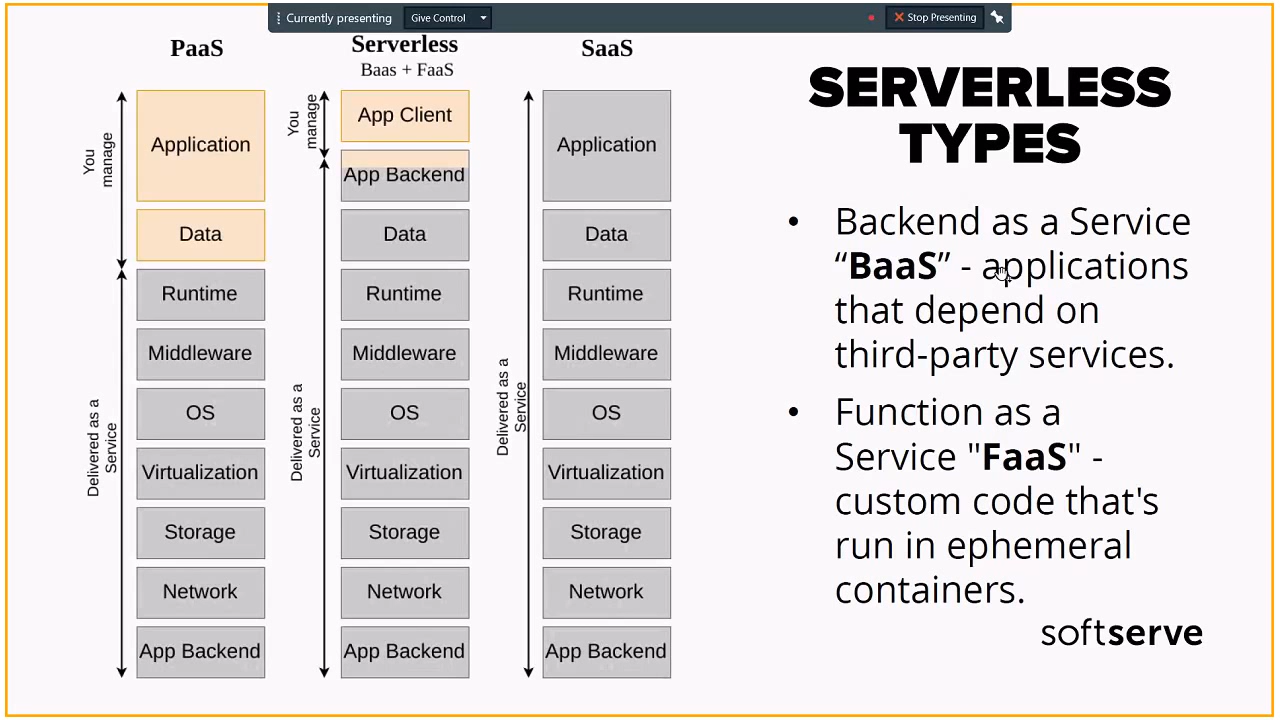 Currently presenting
Give Control
Stop Presenting
PaaS
You
manage
Application
Data
Delivered as a
Service
Runtime
Middleware
OS
Virtualization
Storage
Network
App Backend
Serverless
Baas + FaaS
You
manage
App Client
App Backend
Delivered as a
Service
Data
Runtime
Middleware
OS
Virtualization
Storage
Network
App Backend
SaaS
Delivered as a
Service
Application
Data
Runtime
Middleware
OS
Virtualization
Storage
Network
App Backend
SERVERLESS
TYPES
• Backend as a Service
“BaaS” - applications
that depend on
third-party services.
• Function as a
Service "FaaS" -
custom code that's
run in ephemeral
containers.
softserve